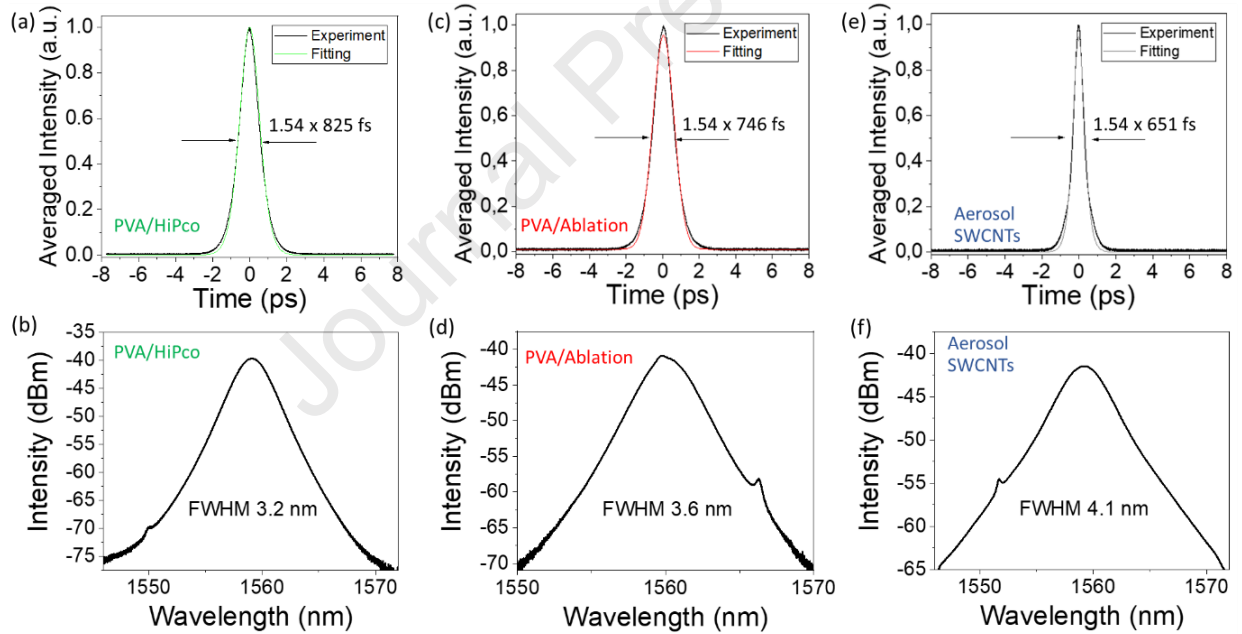 (a)
Averaged Intensity (a.u.)
1.0
0.8
0.6
0.4
0.2
0.0
Experiment
Fitting
1.54 x 825 fs
PVA/HiPco
-8 -6 -4 -2 0 2 4 6 8
Time (ps)
(c)
Averaged Intensity (a.u.)
1,0
0,8
0,6
0,4
0,2
0,0
Experiment
Fitting
1.54 x 746 fs
PVA/Ablation
-8 -6 -4 -2 0 2 4 6 8
Time (ps)
(e)
Averaged Intensity (a.u.)
1,0
0,8
0,6
0,4
0,2
0,0
Experiment
Fitting
1.54 x 651 fs
Aerosol
SWCNTs
-8 -6 -4 -2 0 2 4 6 8
Time (ps)
Journal Pre
(b)
Intensity (dBm)
-35
-40
-45
-50
-55
-60
-65
-70
-75
PVA/HiPco
FWHM 3.2 nm
1550 1560 1570
Wavelength (nm)
(d)
Intensity (dBm)
-40
-45
-50
-55
-60
-65
-70
PVA/Ablation
FWHM 3.6 nm
1550 1560 1570
Wavelength (nm)
(f)
Intensity (dBm)
-40
-45
-50
-55
-60
-65
Aerosol
SWCNTs
FWHM 4.1 nm
1550 1560 1570
Wavelength (nm)